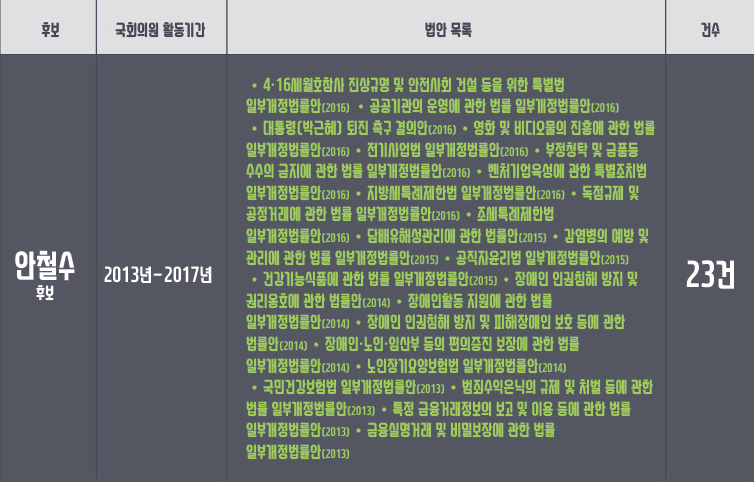 후보
국회의원 활동기간
법안 목록
건수
안철수
후보
2013년-2017년
• 4·16세월호참사 진상규명 및 안전사회 건설 등을 위한 특별법
일부개정법률안(2016) • 공공기관의 운영에 관한 법률 일부개정법률안(2016)
• 대통령(박근혜) 퇴진 촉구 결의안(2016) • 영화 및 비디오물의 진흥에 관한 법률
일부개정법률안(2016) • 전기사업법 일부개정법률안(2016) • 부정청탁 및 금품등
수수의 금지에 관한 법률 일부개정법률안(2016) • 벤처기업육성에 관한 특별조치법
일부개정법률안(2016) • 지방세특례제한법 일부개정법률안(2016) • 독점규제 및
공정거래에 관한 법률 일부개정법률안(2016) • 조세특례제한법
일부개정법률안(2016) • 담배유해성관리에 관한 법률안(2015) • 감염병의 예방 및
관리에 관한 법률 일부개정법률안(2015) • 공직자윤리법 일부개정법률안(2015)
• 건강기능식품에 관한 법률 일부개정법률안(2015) • 장애인 인권침해 방지 및
권리옹호에 관한 법률안(2014) • 장애인활동 지원에 관한 법률
일부개정법률안(2014) • 장애인 인권침해 방지 및 피해장애인 보호 등에 관한
법률안(2014) • 장애인·노인·임산부 등의 편의증진 보장에 관한 법률
일부개정법률안(2014) • 노인장기요양보험법 일부개정법률안(2014)
• 국민건강보험법 일부개정법률안(2013) • 범죄수익은닉의 규제 및 처벌 등에 관한
법률 일부개정법률안(2013) • 특정 금융거래정보의 보고 및 이용 등에 관한 법률
일부개정법률안(2013) • 금융실명거래 및 비밀보장에 관한 법률
일부개정법률안(2013)
23건